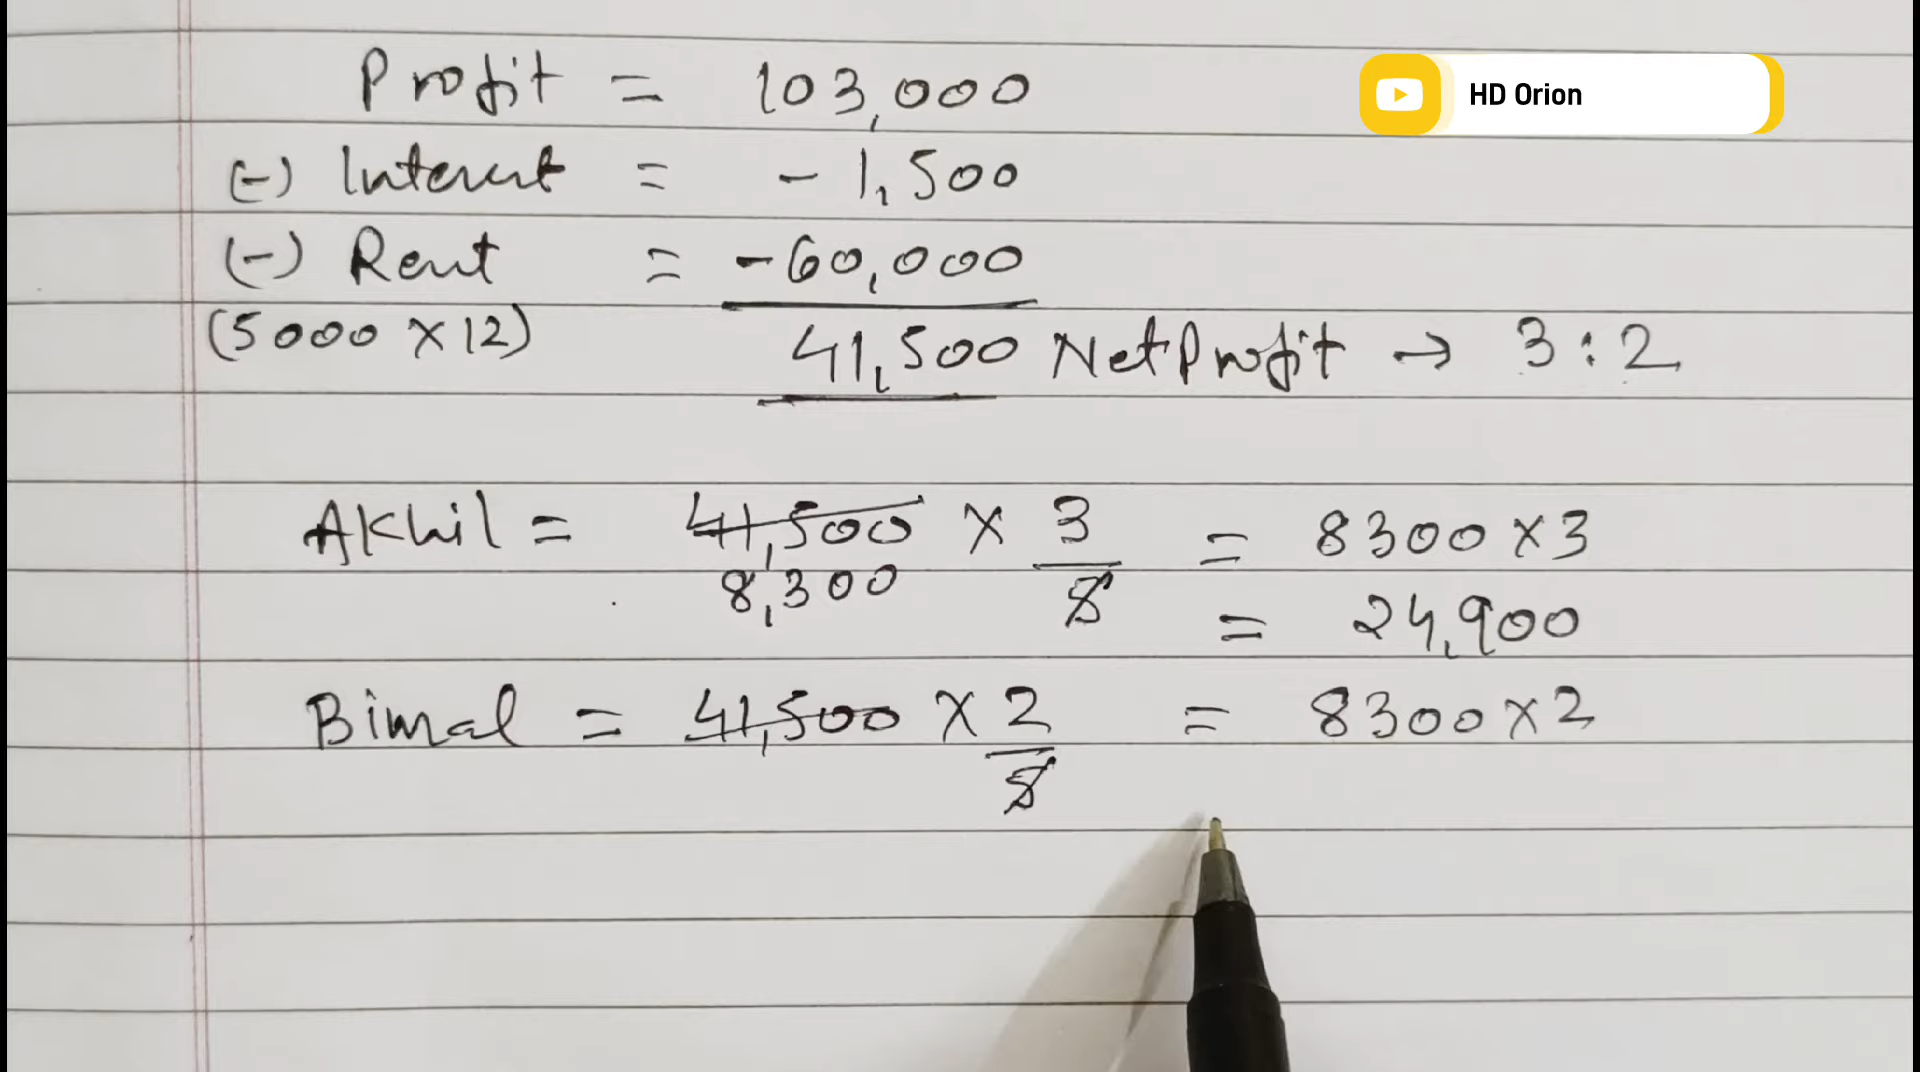 Profit = 103,000
HD Orion
(-) Interest = - 1,500
(-) Rent = -60,000
(5000 X 12)
41,500 Net Profit → 3 : 2
Akhil = 41,500 X 3/5 = 8300 X 3
8,300
= 24,900
Bimal = 41,500 X 2/5 = 8300 X 2